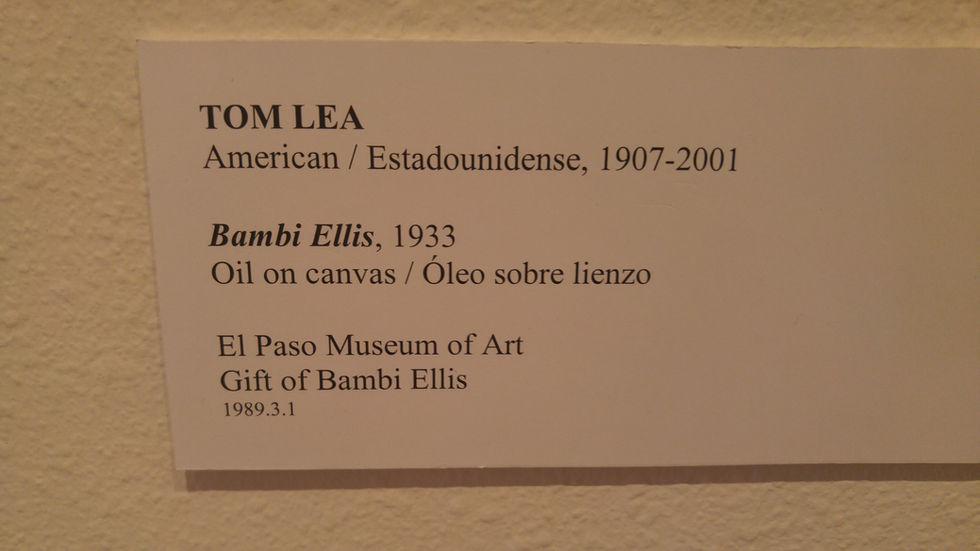 TOM LEA
American / Estadounidense, 1907-2001
Bambi Ellis, 1933
Oil on canvas / Óleo sobre lienzo
El Paso Museum of Art
Gift of Bambi Ellis
1989.3.1